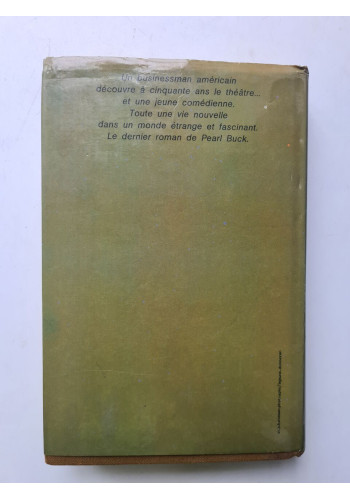 Un businessman américain
découvre à cinquante ans le théâtre...
et une jeune comédienne.
Toute une vie nouvelle
dans un monde étrange et fascinant.
Le dernier roman de Pearl Buck.